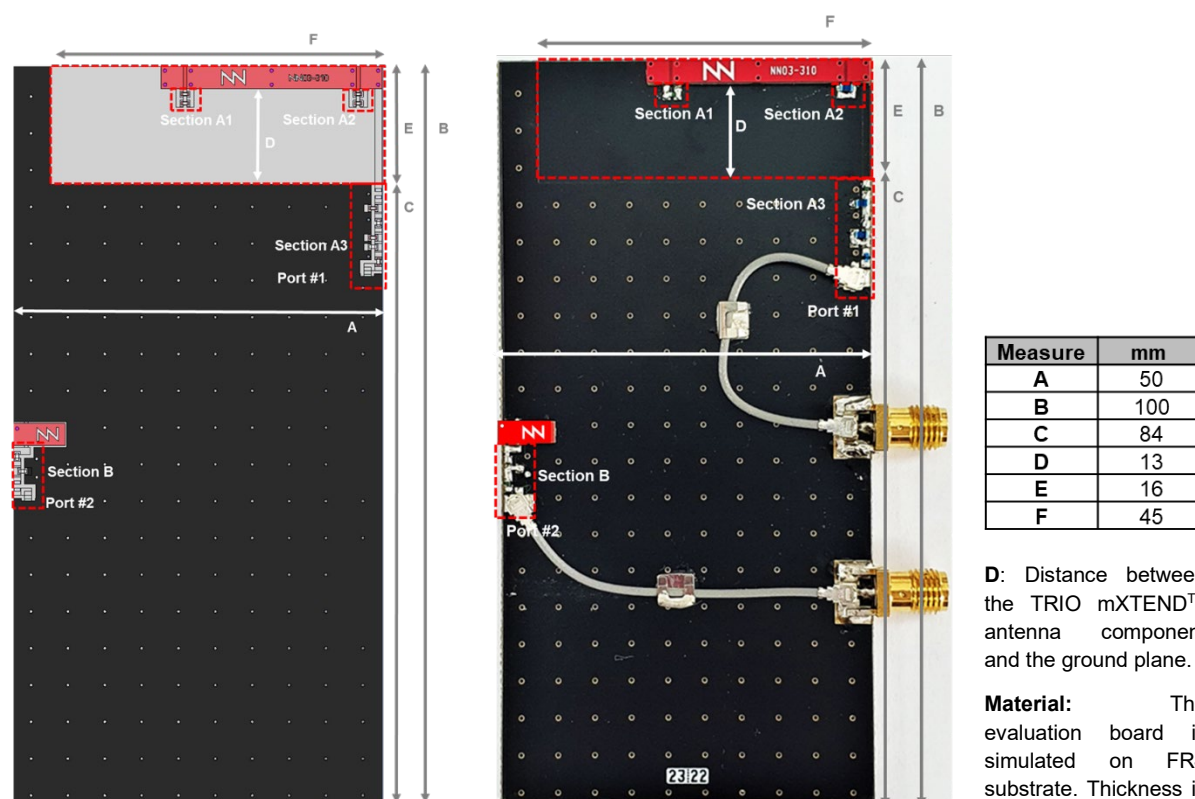 F
NN03-310
Section A1
Section A2
D
E
B
C
Section A3
Port #1
A
Section B
Port #2
F
NN03-310
Section A1
Section A2
D
E
B
Section A3
C
Port #1
A
Section B
Port #2
23 22
Measure mm
A 50
B 100
C 84
D 13
E 16
F 45
D: Distance betwee
the TRIO mXTENDT
antenna componen
and the ground plane.
Material: Th
evaluation board i
simulated on FR
substrate. Thickness i